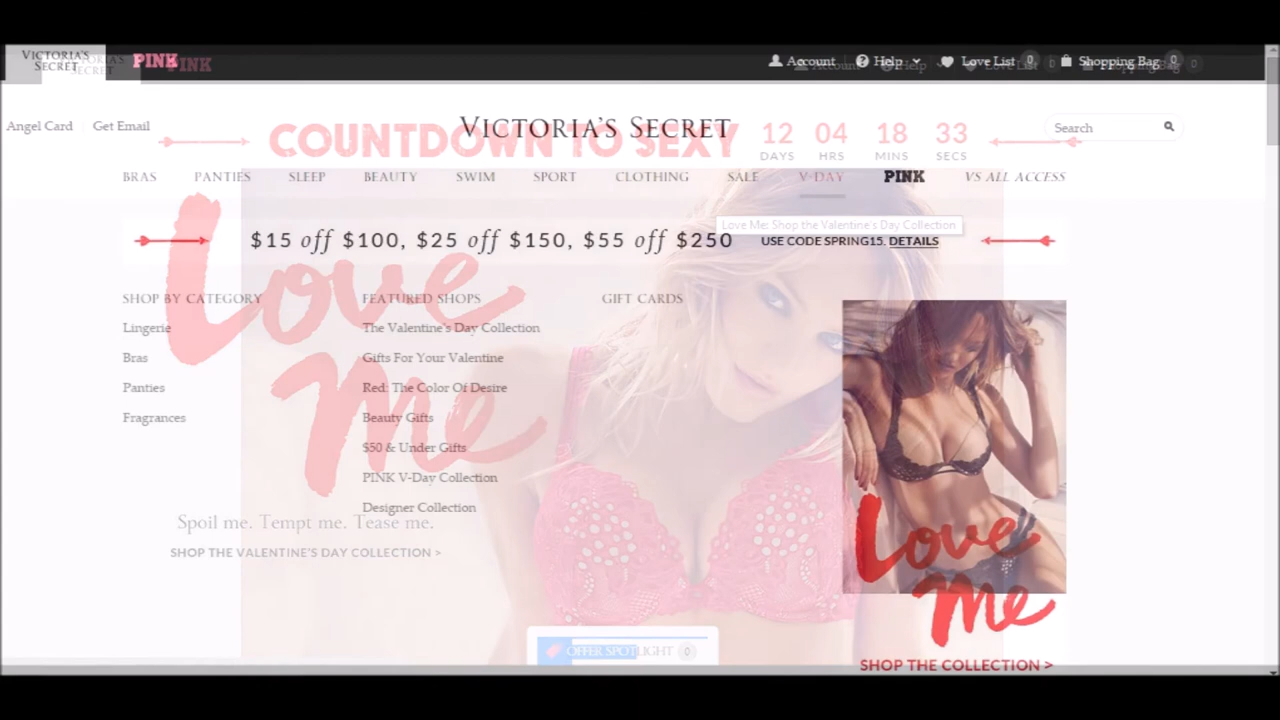 VICTORIA'S
SECRET
PINK
PINK
Account
Help
Love List 0
Shopping Bag 0
Angel Card
Get Email
VICTORIA'S SECRET
Search
COUNTDOWN TO SEXY
12 04 18 33
DAYS HRS MINS SECS
BRAS PANTIES SLEEP BEAUTY SWIM SPORT CLOTHING SALE V-DAY PINK VS ALL ACCESS
Love Me: Shop the Valentine's Day Collection
$15 off $100, $25 off $150, $55 off $250
USE CODE SPRING15. DETAILS
Love
Me
SHOP BY CATEGORY
Lingerie
Bras
Panties
Fragrances
FEATURED SHOPS
The Valentine's Day Collection
Gifts For Your Valentine
Red: The Color Of Desire
Beauty Gifts
$50 & Under Gifts
PINK V-Day Collection
Designer Collection
GIFT CARDS
Spoil me. Tempt me. Tease me.
SHOP THE VALENTINE'S DAY COLLECTION >
OFFER SPOTLIGHT 0
Love
Me
SHOP THE COLLECTION >